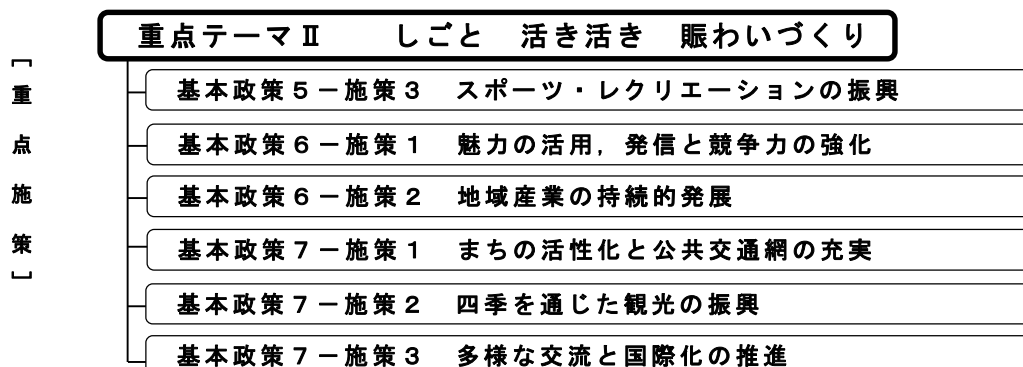 重点テーマⅡ　　しごと　活き活き　賑わいづくり
［重点施策］
基本政策５－施策３　スポーツ・レクリエーションの振興
基本政策６－施策１　魅力の活用，発信と競争力の強化
基本政策６－施策２　地域産業の持続的発展
基本政策７－施策１　まちの活性化と公共交通網の充実
基本政策７－施策２　四季を通じた観光の振興
基本政策７－施策３　多様な交流と国際化の推進